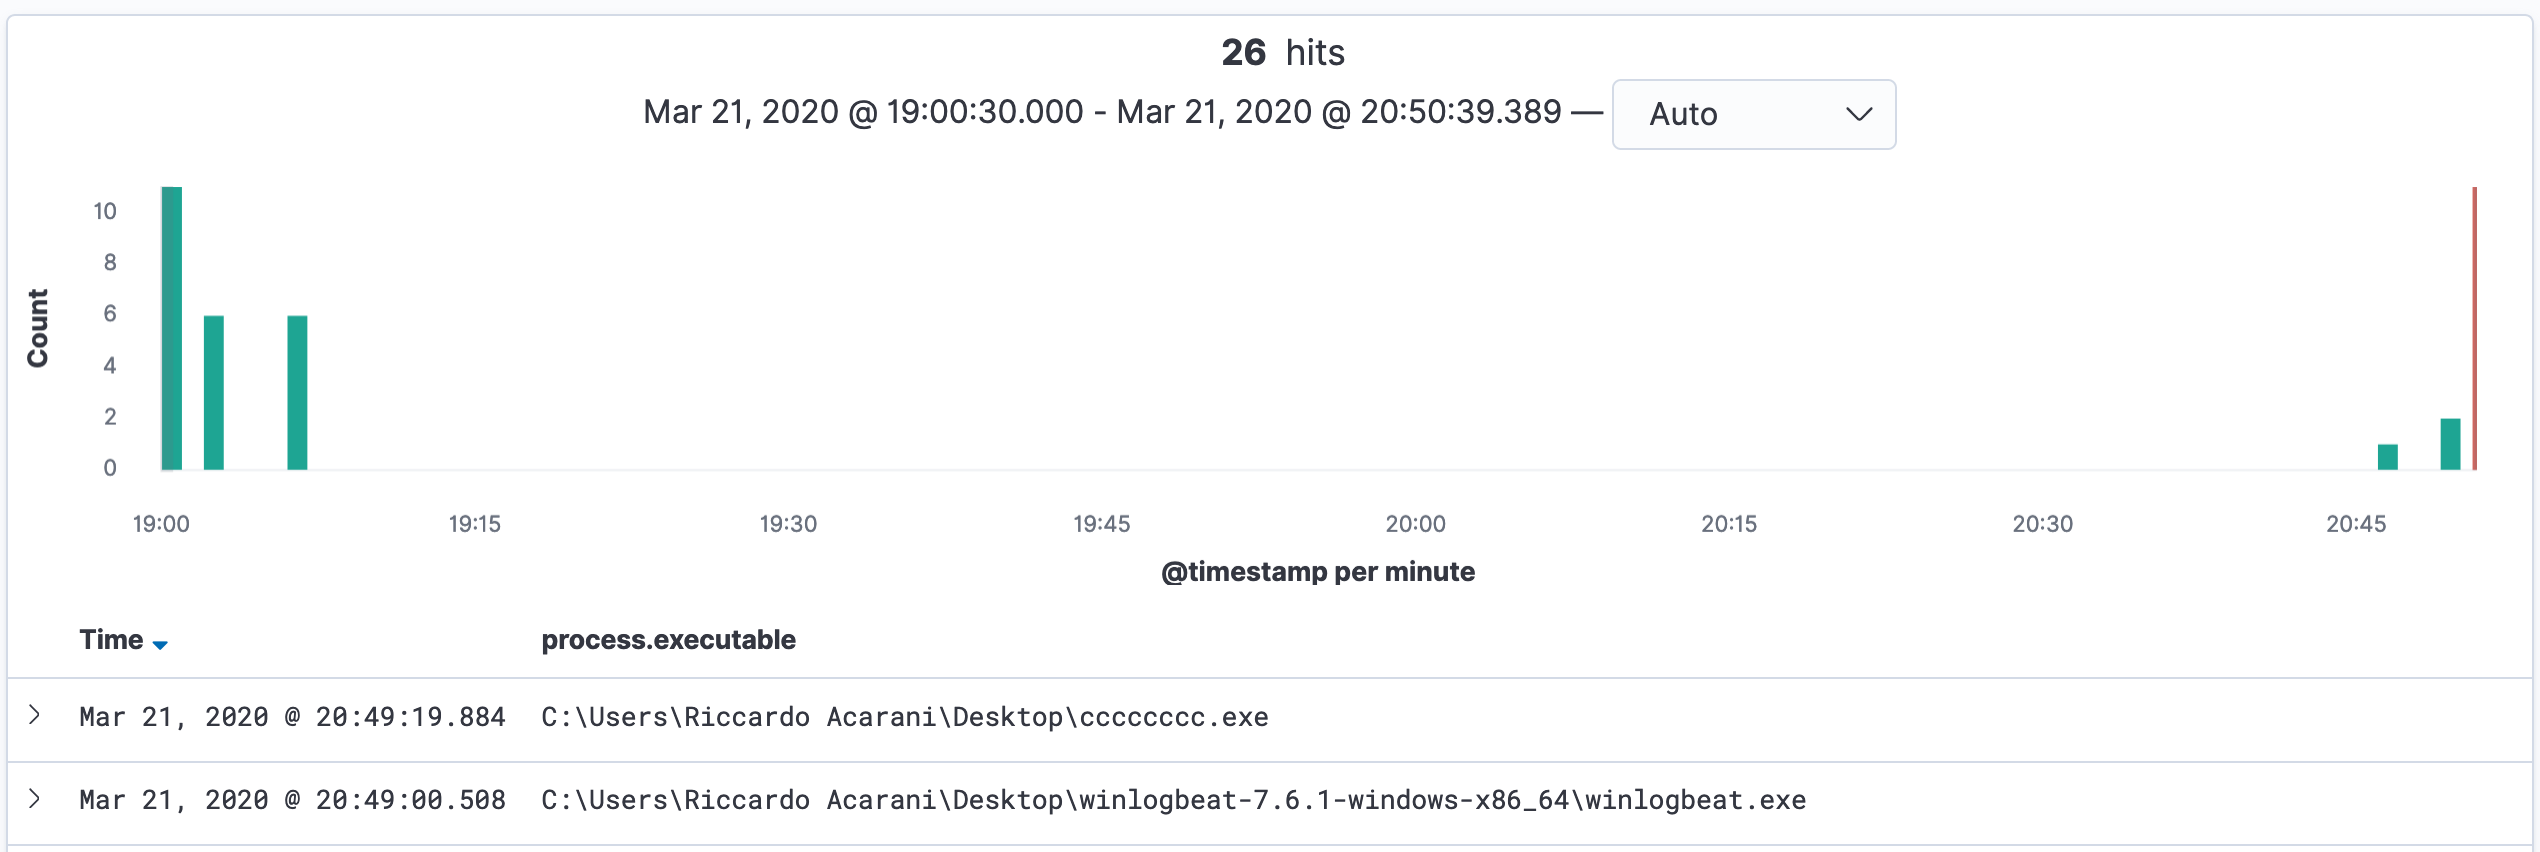 26 hits
Mar 21, 2020 @ 19:00:30.000 - Mar 21, 2020 @ 20:50:39.389 — Auto
Count
10
8
6
4
2
0
19:00 19:15 19:30 19:45 20:00 20:15 20:30 20:45
@timestamp per minute
Time process.executable
Mar 21, 2020 @ 20:49:19.884 C:\Users\Riccardo Acarani\Desktop\cccccccc.exe
Mar 21, 2020 @ 20:49:00.508 C:\Users\Riccardo Acarani\Desktop\winlogbeat-7.6.1-windows-x86_64\winlogbeat.exe